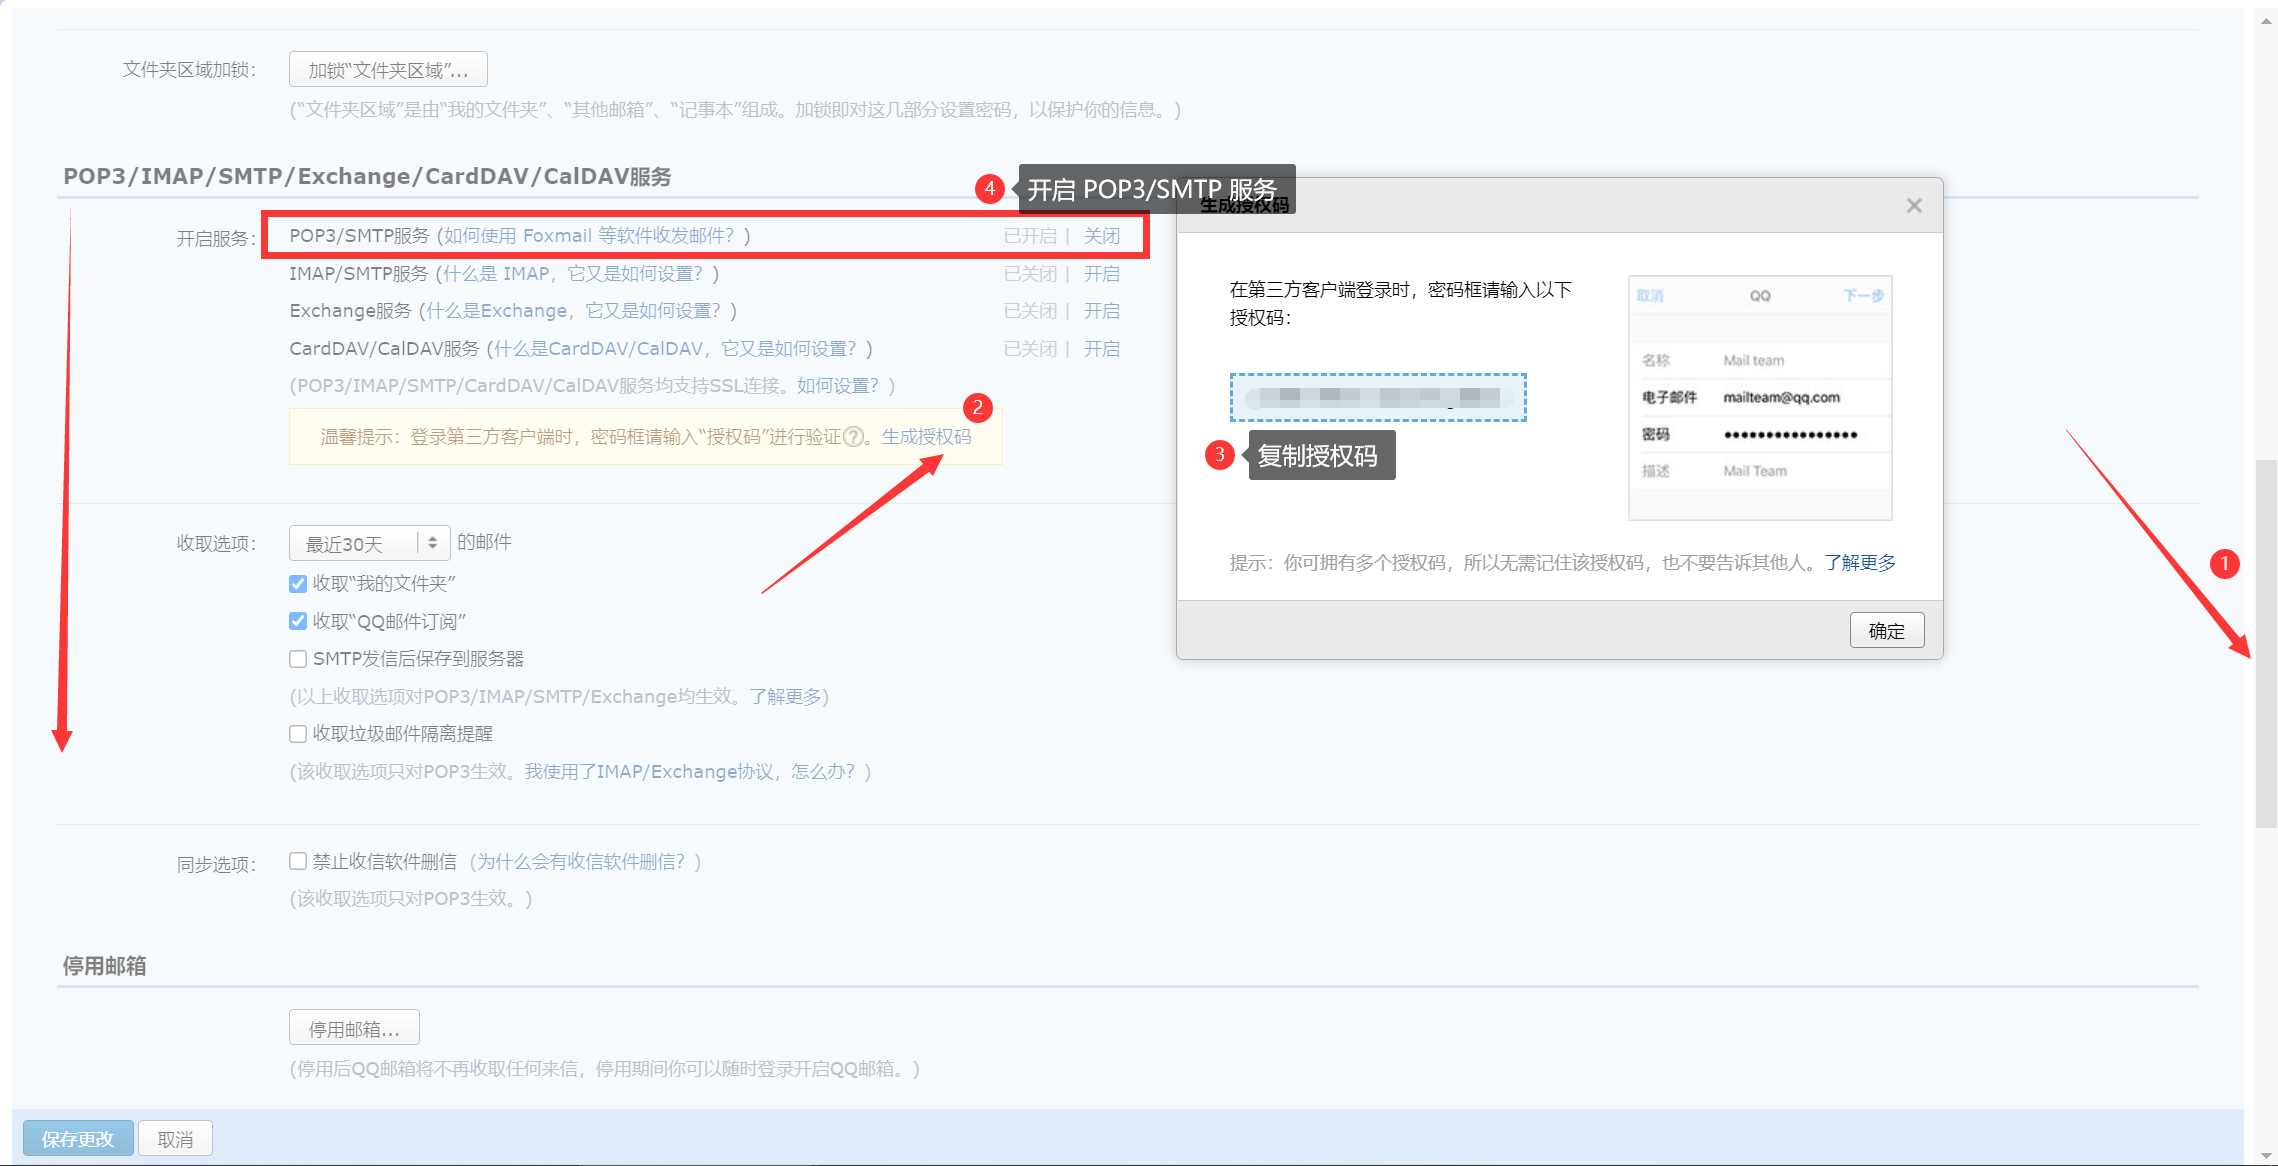 文件夹区域加锁： 加锁“文件夹区域”...
(“文件夹区域”是由“我的文件夹”、“其他邮箱”、“记事本”组成。加锁即对这几部分设置密码，以保护你的信息。)
POP3/IMAP/SMTP/Exchange/CardDAV/CalDAV服务
4 开启 POP3/SMTP 服务
开启服务： POP3/SMTP服务 (如何使用 Foxmail 等软件收发邮件？) 已开启 | 关闭
IMAP/SMTP服务 (什么是 IMAP，它又是如何设置？) 已关闭 | 开启
Exchange服务 (什么是Exchange，它又是如何设置？) 已关闭 | 开启
CardDAV/CalDAV服务 (什么是CardDAV/CalDAV，它又是如何设置？) 已关闭 | 开启
(POP3/IMAP/SMTP/CardDAV/CalDAV服务均支持SSL连接。如何设置？)
2
温馨提示：登录第三方客户端时，密码框请输入“授权码”进行验证?。生成授权码
收取选项： 最近30天 的邮件
收取“我的文件夹”
收取“QQ邮件订阅”
SMTP发信后保存到服务器
(以上收取选项对POP3/IMAP/SMTP/Exchange均生效。了解更多)
收取垃圾邮件隔离提醒
(该收取选项只对POP3生效。我使用了IMAP/Exchange协议，怎么办？)
同步选项： 禁止收信软件删信 (为什么会有收信软件删信？)
(该收取选项只对POP3生效。)
停用邮箱
停用邮箱...
(停用后QQ邮箱将不再收取任何来信，停用期间你可以随时登录开启QQ邮箱。)
保存更改 取消
生成授权码 ×
在第三方客户端登录时，密码框请输入以下
授权码：
3 复制授权码
取消 QQ 下一步
名称 Mail team
电子邮件 mailteam@qq.com
密码 ••••••••••••••••
描述 Mail Team
提示：你可拥有多个授权码，所以无需记住该授权码，也不要告诉其他人。了解更多
确定
1